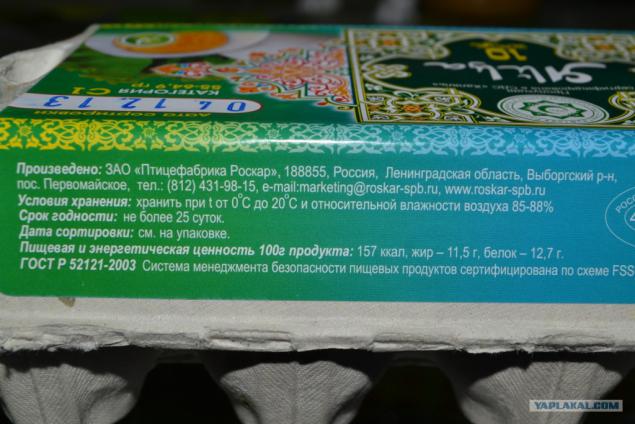 яйца
10
КАТЕГОРИЯ С1
04 12 13
дата сортировки
Произведено: ЗАО «Птицефабрика Роскар», 188855, Россия, Ленинградская область, Выборгский р-н,
пос. Первомайское, тел.: (812) 431-98-15, e-mail:marketing@roskar-spb.ru, www.roskar-spb.ru
Условия хранения: хранить при t от 0°С до 20°С и относительной влажности воздуха 85-88%
Срок годности: не более 25 суток.
Дата сортировки: см. на упаковке.
Пищевая и энергетическая ценность 100г продукта: 157 ккал, жир – 11,5 г, белок – 12,7 г.
ГОСТ Р 52121-2003 Система менеджмента безопасности пищевых продуктов сертифицирована по схеме FSS
YAPLAKAL.COM